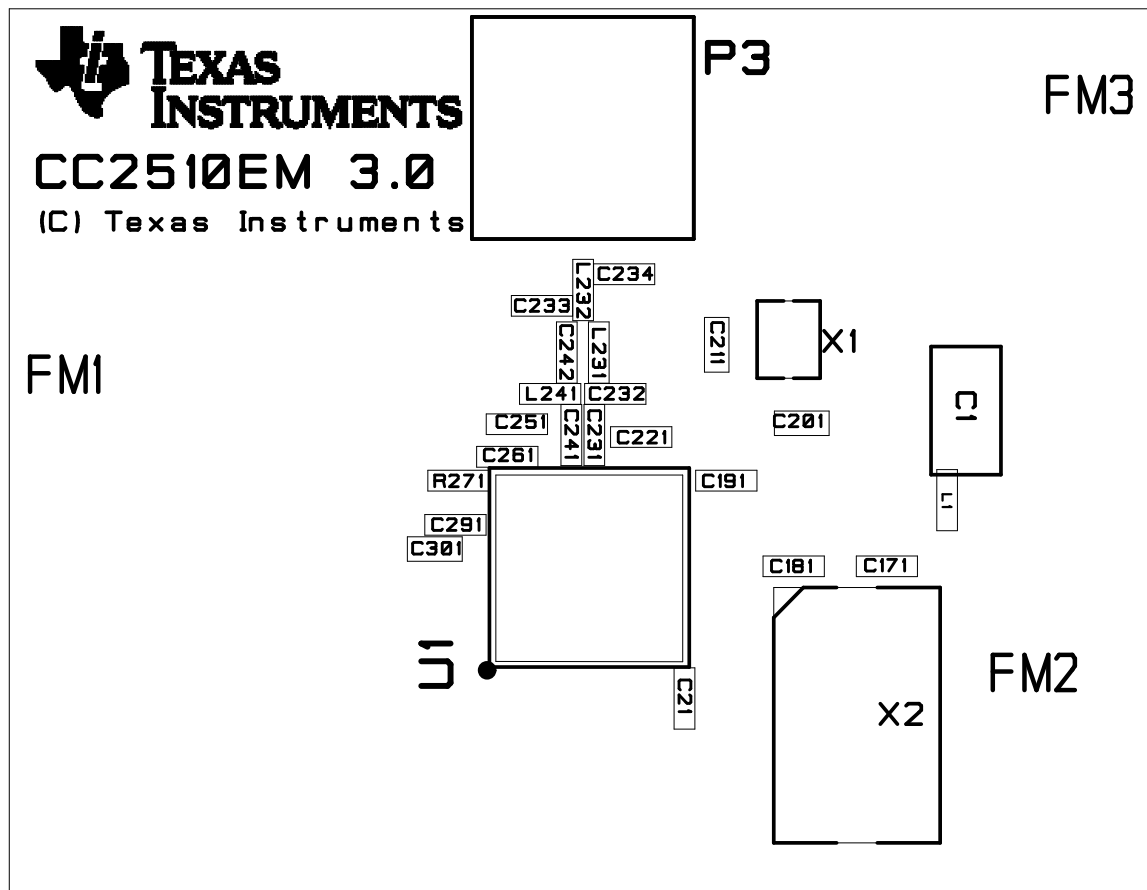 TEXAS
INSTRUMENTS
CC2510EM 3.0
(C) Texas Instruments
P3
FM3
C234
L232
C233
C242
L231
C211
X1
FM1
L241
C232
C1
C251
C241
C231
C221
C201
C261
R271
C191
L1
C291
C301
C181
C171
U1
FM2
C21
X2